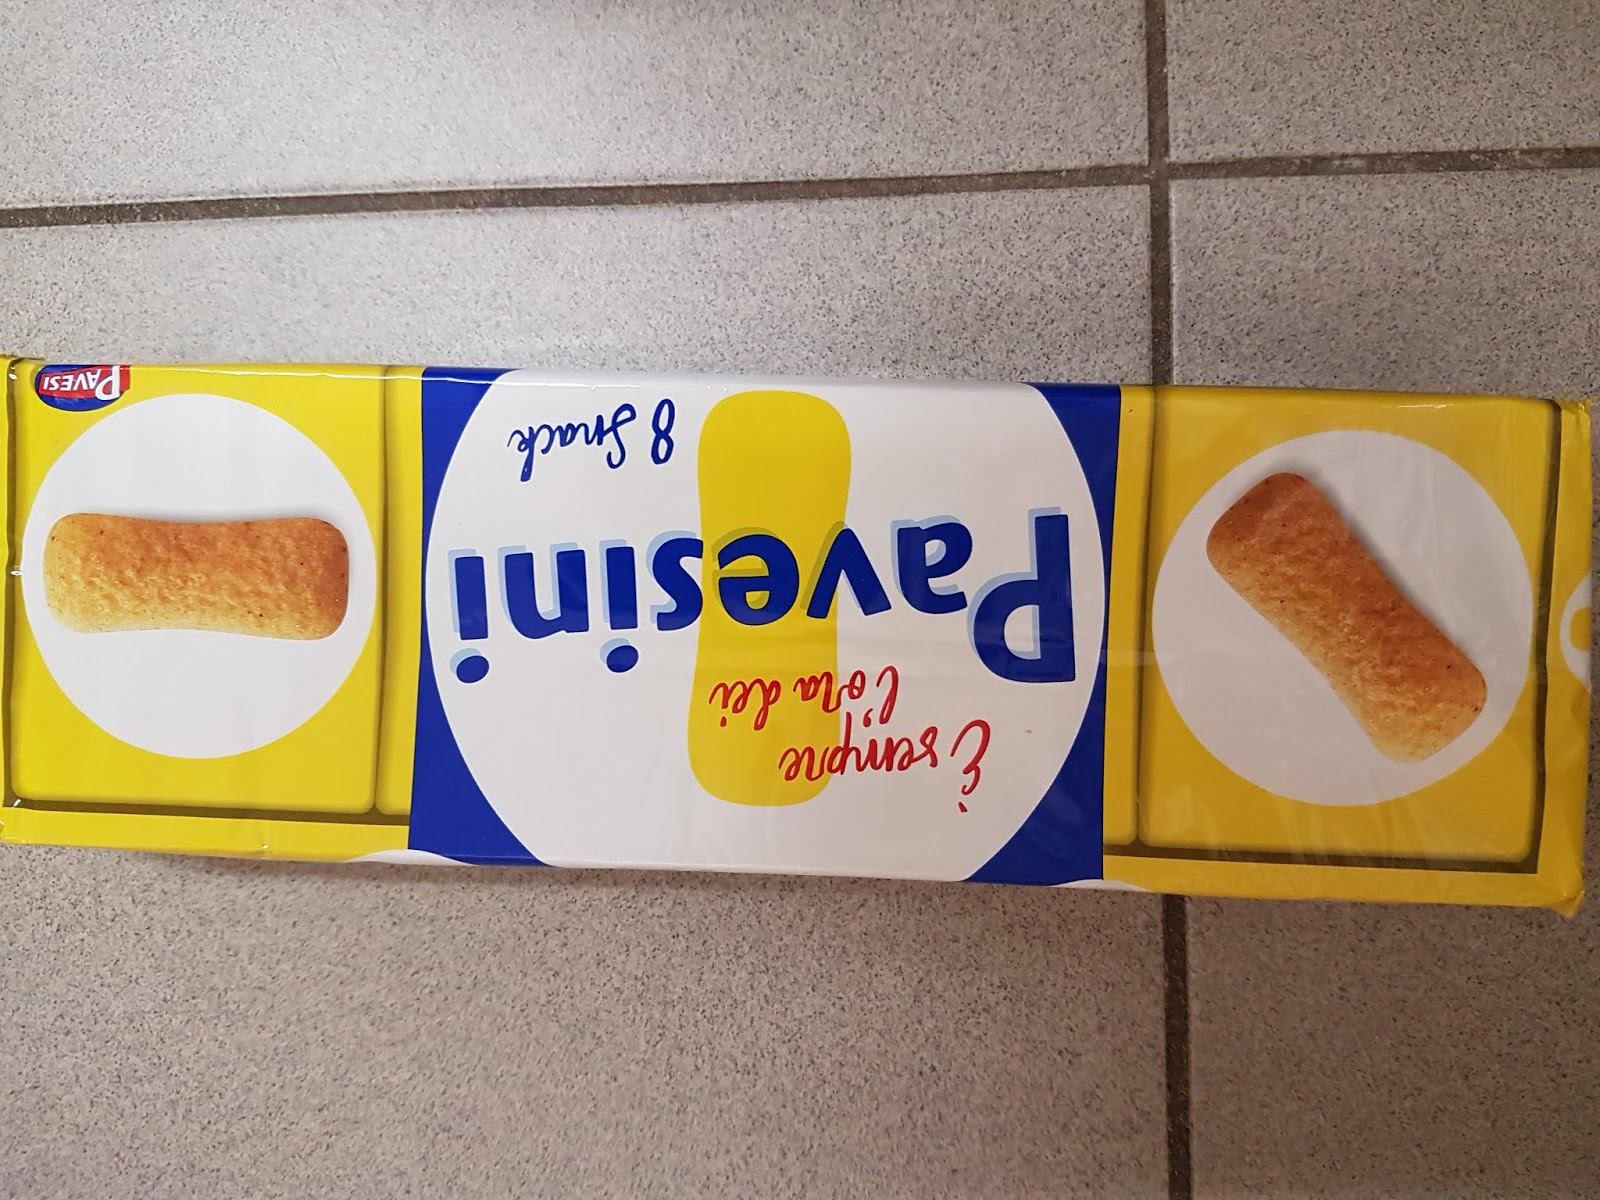 È sempre
l'ora dei
Pavesini
8 Snack
PAVESI